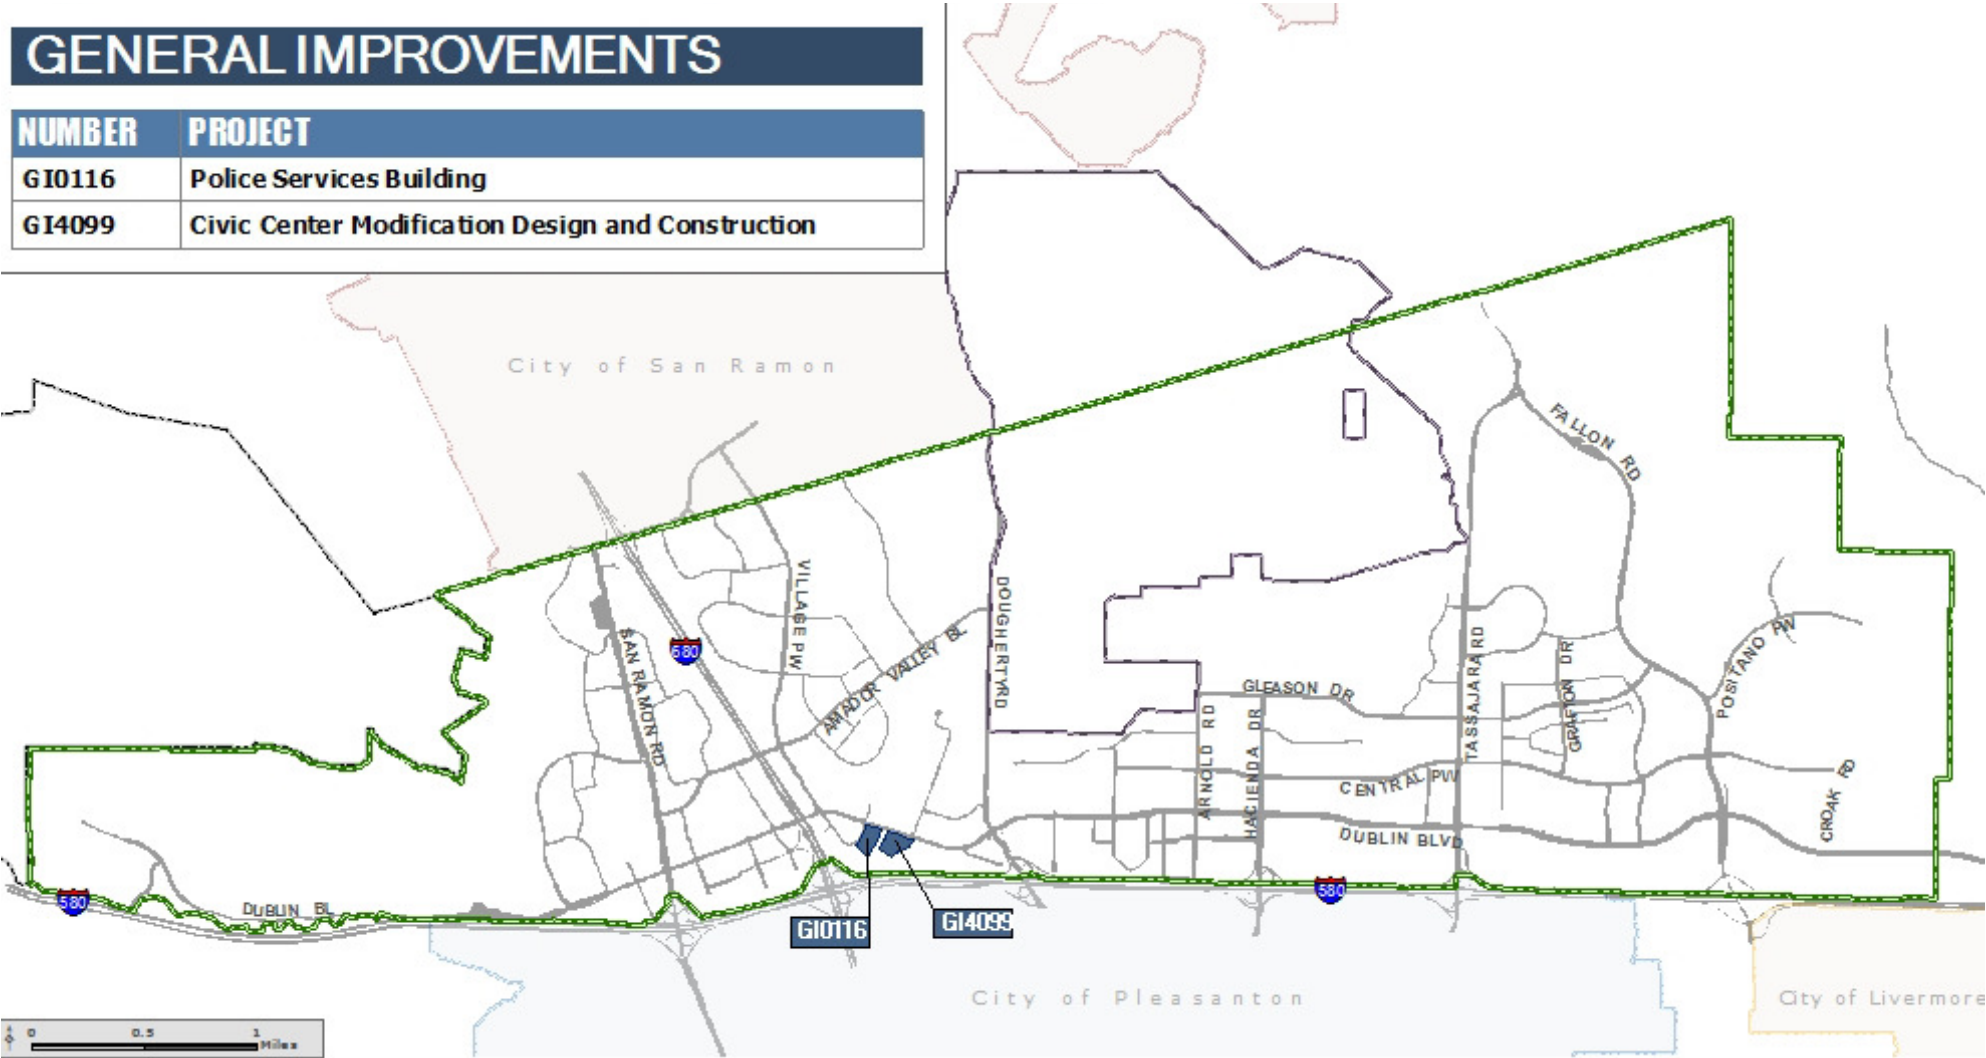 GENERAL IMPROVEMENTS
NUMBER PROJECT
GI0116 Police Services Building
GI4099 Civic Center Modification Design and Construction
City of San Ramon
FALLON RD
VILLAGE PW
DOUGHERTY RD
SAN RAMON RD
680
AMADOR VALLEY BL
GLEASON DR
TASSAJARA RD
GRAFTON DR
POSITANO PW
ARNOLD RD
HACIENDA DR
CENTRAL PW
CROAK RD
DUBLIN BLVD
580
580
DUBLIN BL
GI0116
GI4099
City of Pleasanton
City of Livermore
0 0.5 1
Miles